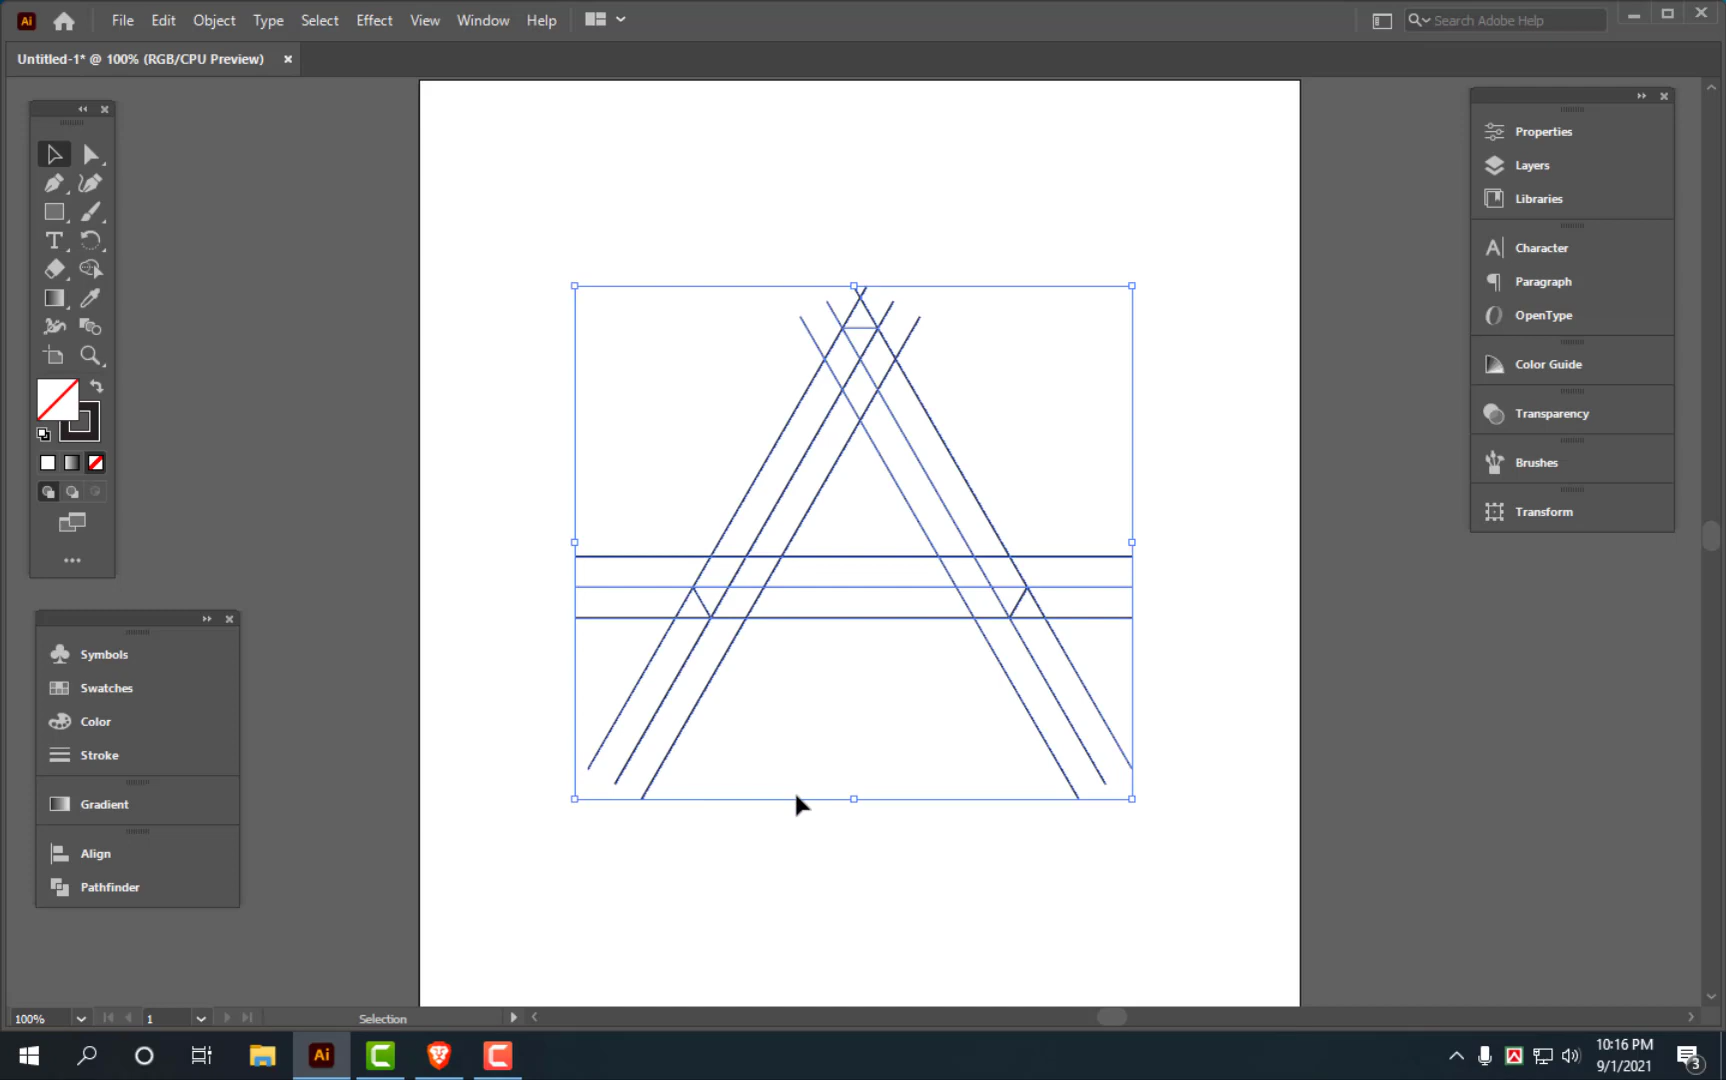 Ai File Edit Object Type Select Effect View Window Help Search Adobe Help
Untitled-1* @ 100% (RGB/CPU Preview)
Properties
Layers
Libraries
Character
Paragraph
OpenType
Color Guide
Transparency
Brushes
Transform
Symbols
Swatches
Color
Stroke
Gradient
Align
Pathfinder
100% 1 Selection
Ai
10:16 PM
9/1/2021
3